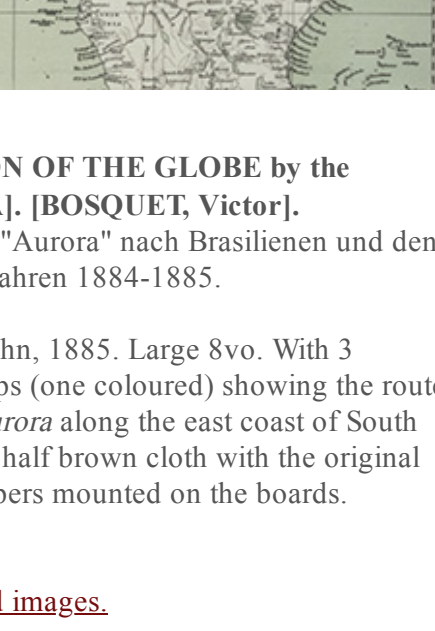 ON OF THE GLOBE by the
A]. [BOSQUET, Victor].
"Aurora" nach Brasilienen und den
ahren 1884-1885.
hn, 1885. Large 8vo. With 3
ps (one coloured) showing the route
urora along the east coast of South
half brown cloth with the original
pers mounted on the boards.
l images.